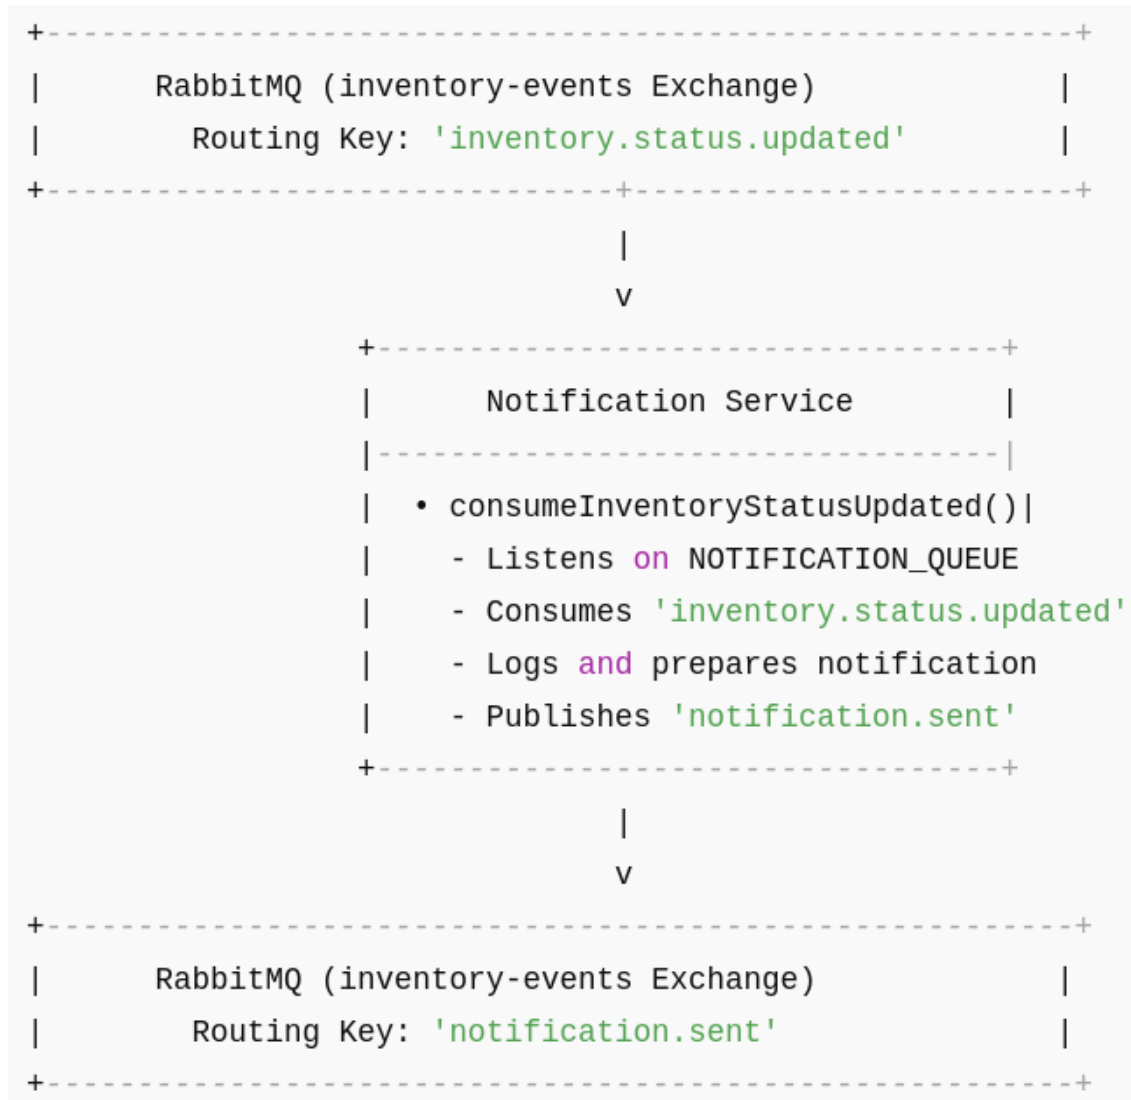 +--------------------------------------------------------+
|      RabbitMQ (inventory-events Exchange)             |
|        Routing Key: 'inventory.status.updated'        |
+-------------------------------+------------------------+
                                |
                                v
                  +----------------------------------+
                  |      Notification Service        |
                  |----------------------------------|
                  |  • consumeInventoryStatusUpdated()|
                  |    - Listens on NOTIFICATION_QUEUE
                  |    - Consumes 'inventory.status.updated'
                  |    - Logs and prepares notification
                  |    - Publishes 'notification.sent'
                  +----------------------------------+
                                |
                                v
+--------------------------------------------------------+
|      RabbitMQ (inventory-events Exchange)             |
|        Routing Key: 'notification.sent'               |
+--------------------------------------------------------+